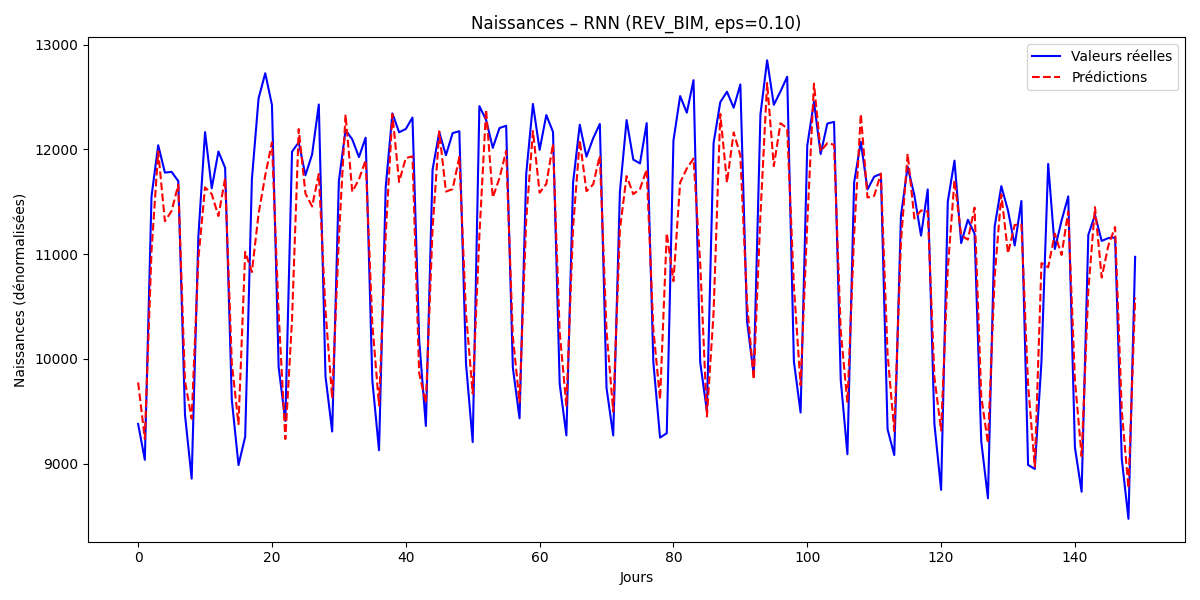 Naissances – RNN (REV_BIM, eps=0.10)
Valeurs réelles
Prédictions
Naissances (dénormalisées)
13000
12000
11000
10000
9000
0 20 40 60 80 100 120 140
Jours